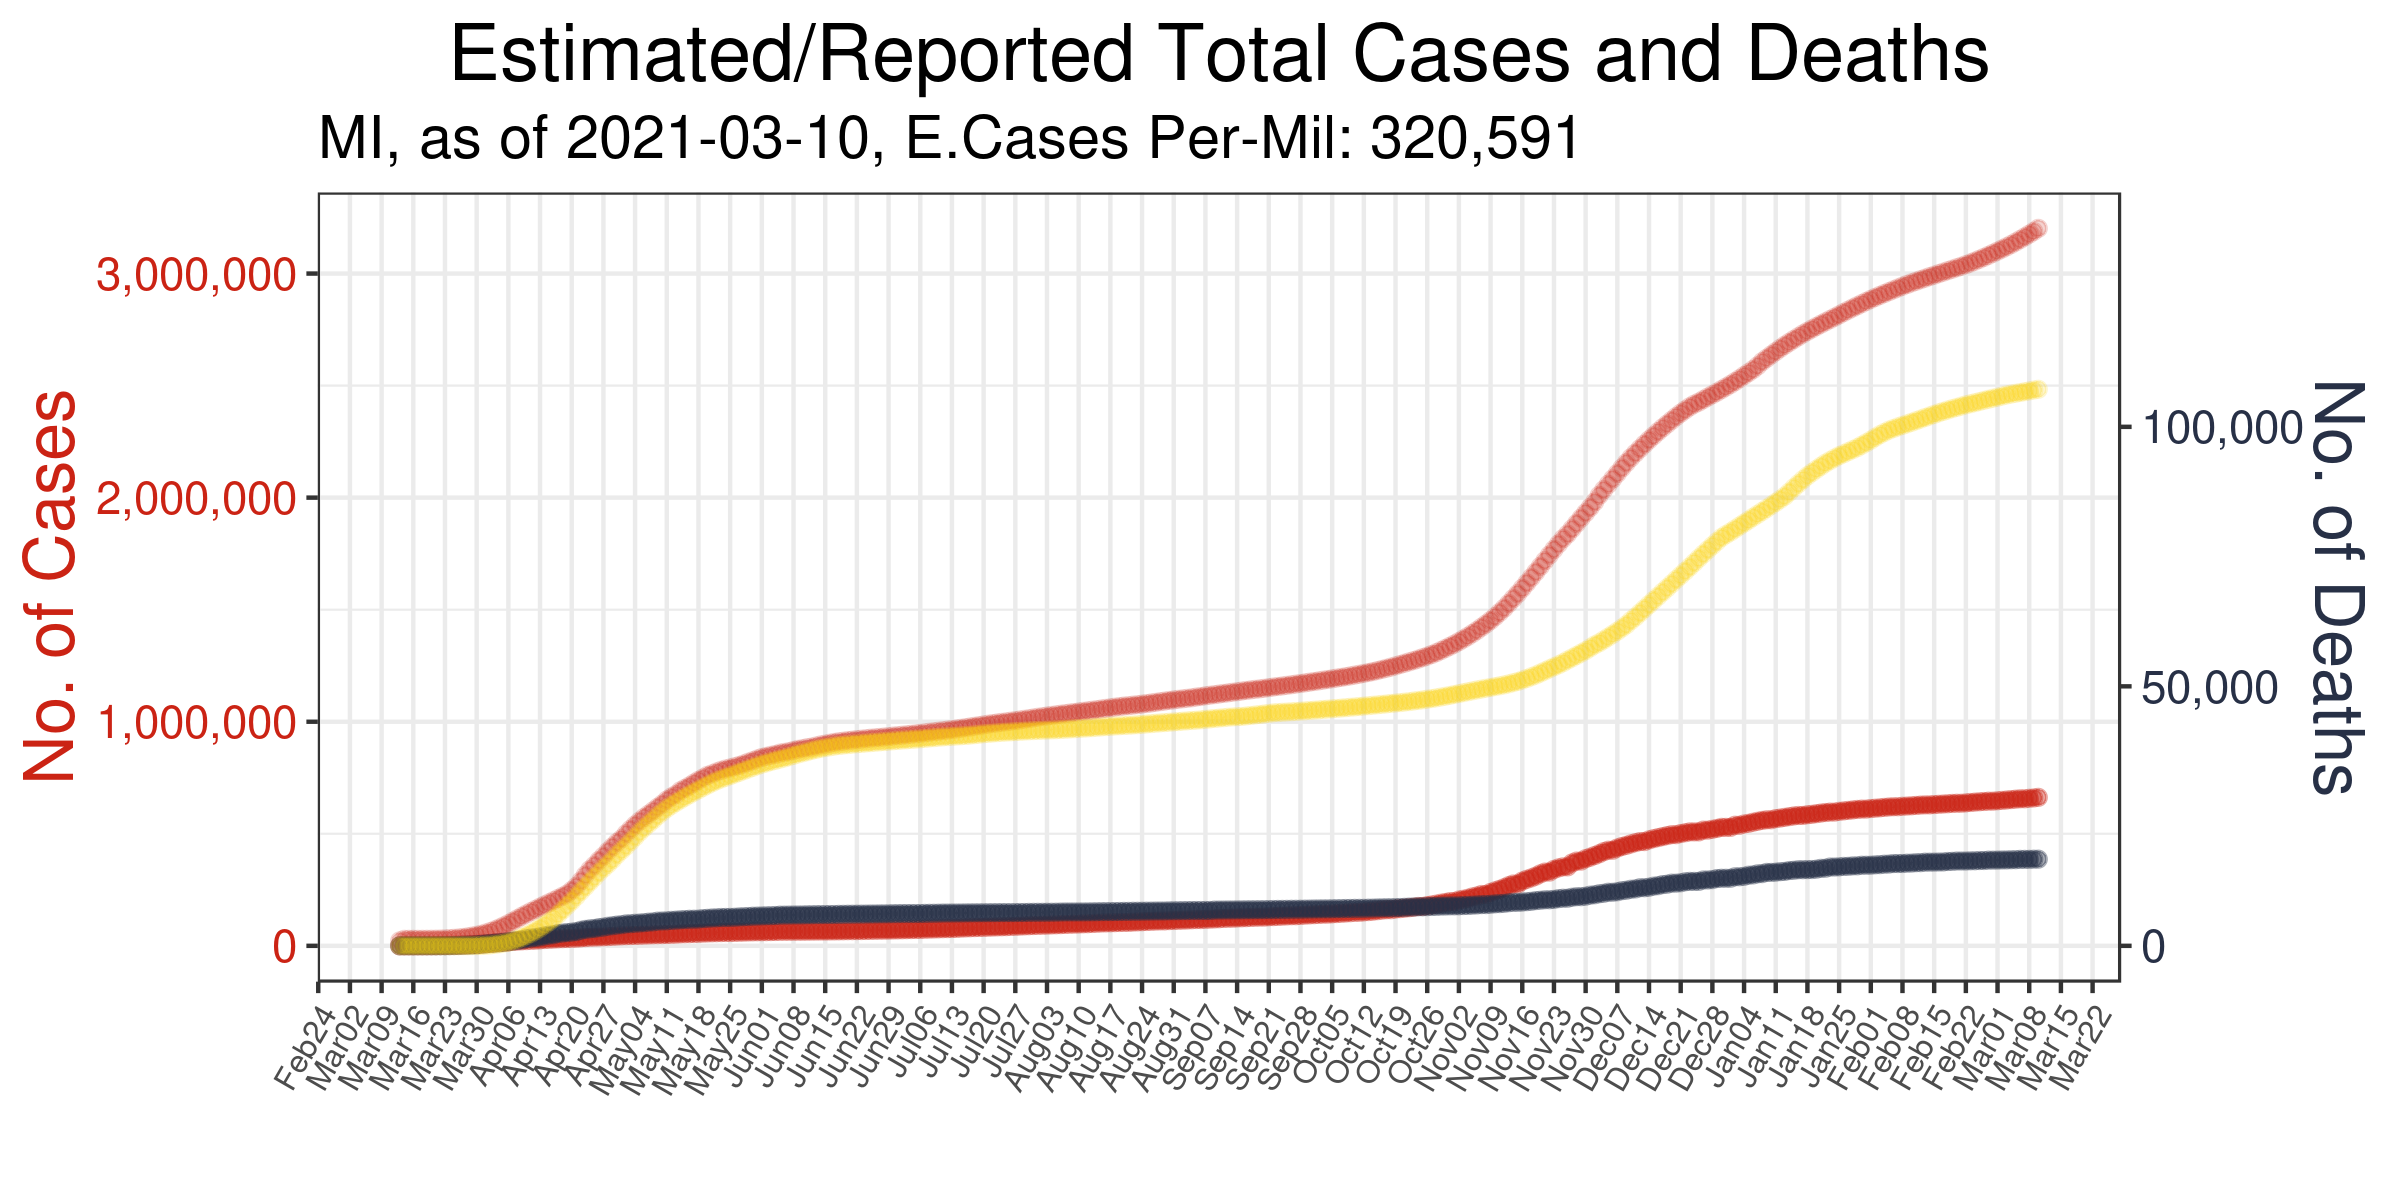 Estimated/Reported Total Cases and Deaths
MI, as of 2021-03-10, E.Cases Per-Mil: 320,591
No. of Cases
3,000,000
2,000,000
1,000,000
0
No. of Deaths
100,000
50,000
0
Feb24
Mar02
Mar09
Mar16
Mar23
Mar30
Apr06
Apr13
Apr20
Apr27
May04
May11
May18
May25
Jun01
Jun08
Jun15
Jun22
Jun29
Jul06
Jul13
Jul20
Jul27
Aug03
Aug10
Aug17
Aug24
Aug31
Sep07
Sep14
Sep21
Sep28
Oct05
Oct12
Oct19
Oct26
Nov02
Nov09
Nov16
Nov23
Nov30
Dec07
Dec14
Dec21
Dec28
Jan04
Jan11
Jan18
Jan25
Feb01
Feb08
Feb15
Feb22
Mar01
Mar08
Mar15
Mar22